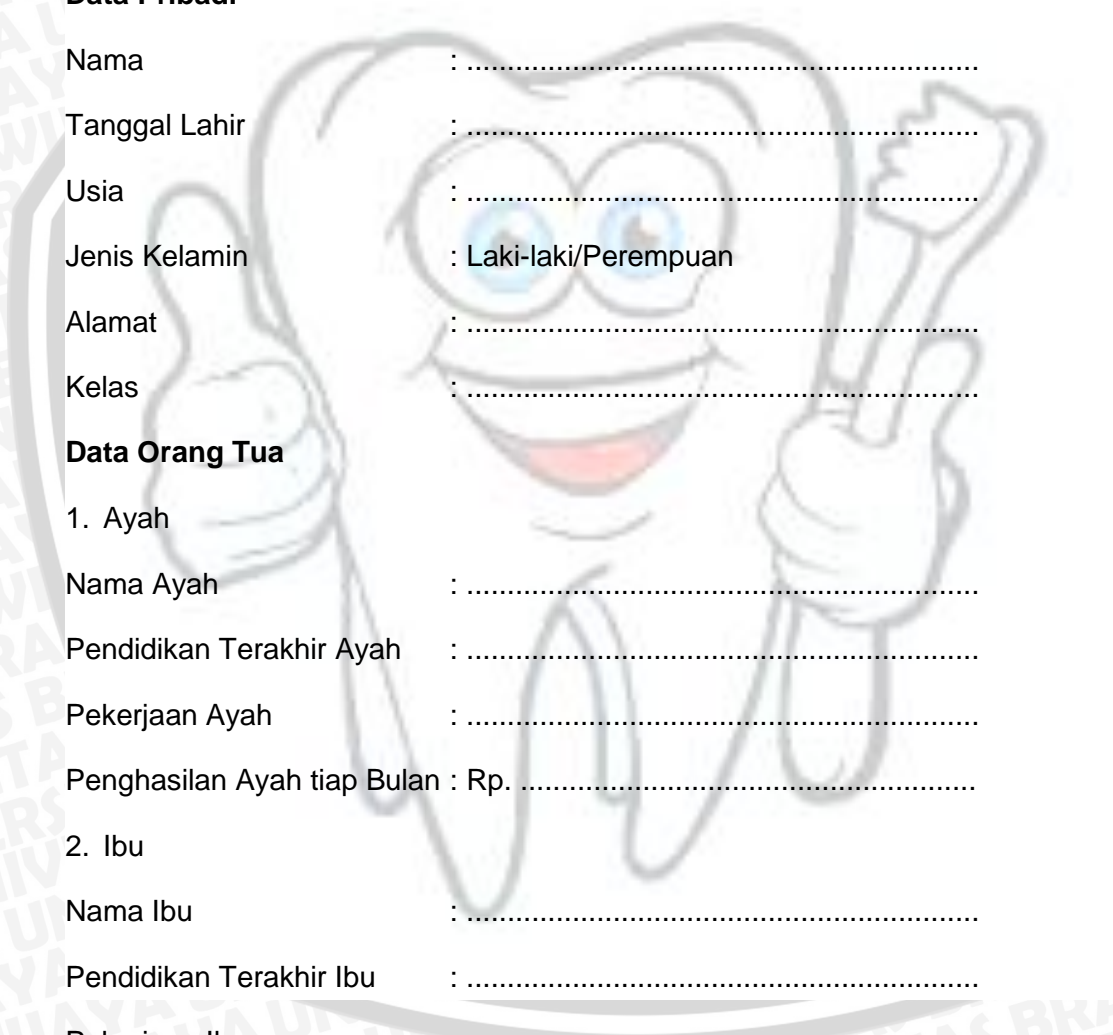 Nama : ...............................................................
Tanggal Lahir : ...............................................................
Usia : ...............................................................
Jenis Kelamin : Laki-laki/Perempuan
Alamat : ...............................................................
Kelas : ...............................................................
Data Orang Tua
1. Ayah
Nama Ayah : ...............................................................
Pendidikan Terakhir Ayah : ...............................................................
Pekerjaan Ayah : ...............................................................
Penghasilan Ayah tiap Bulan : Rp. ........................................................
2. Ibu
Nama Ibu : ...............................................................
Pendidikan Terakhir Ibu : ...............................................................